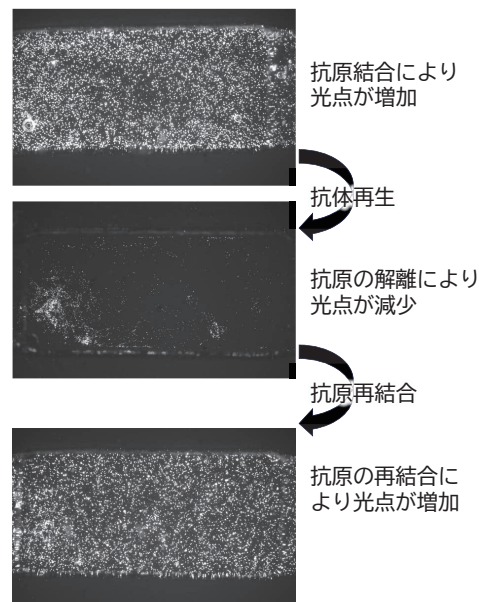 抗原結合により
光点が増加
抗体再生
抗原の解離により
光点が減少
抗原再結合
抗原の再結合に
より光点が増加